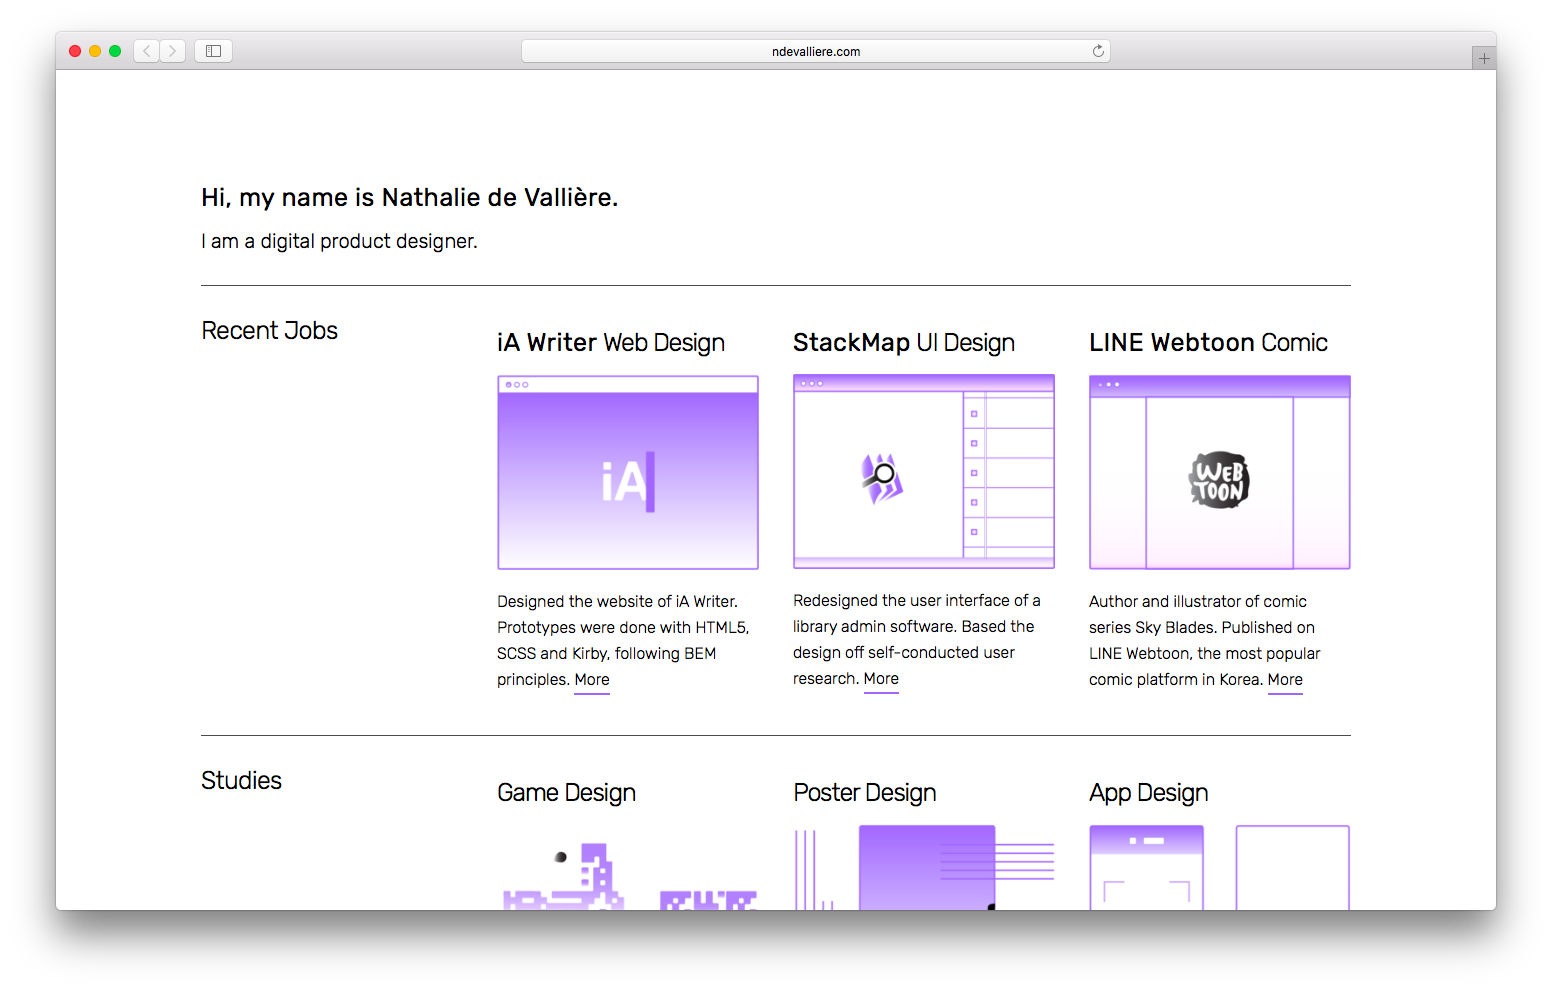 ndevalliere.com
Hi, my name is Nathalie de Vallière.
I am a digital product designer.
Recent Jobs
iA Writer Web Design
iA
Designed the website of iA Writer.
Prototypes were done with HTML5,
SCSS and Kirby, following BEM
principles. More
StackMap UI Design
Redesigned the user interface of a
library admin software. Based the
design off self-conducted user
research. More
LINE Webtoon Comic
WEB
TOON
Author and illustrator of comic
series Sky Blades. Published on
LINE Webtoon, the most popular
comic platform in Korea. More
Studies
Game Design
Poster Design
App Design